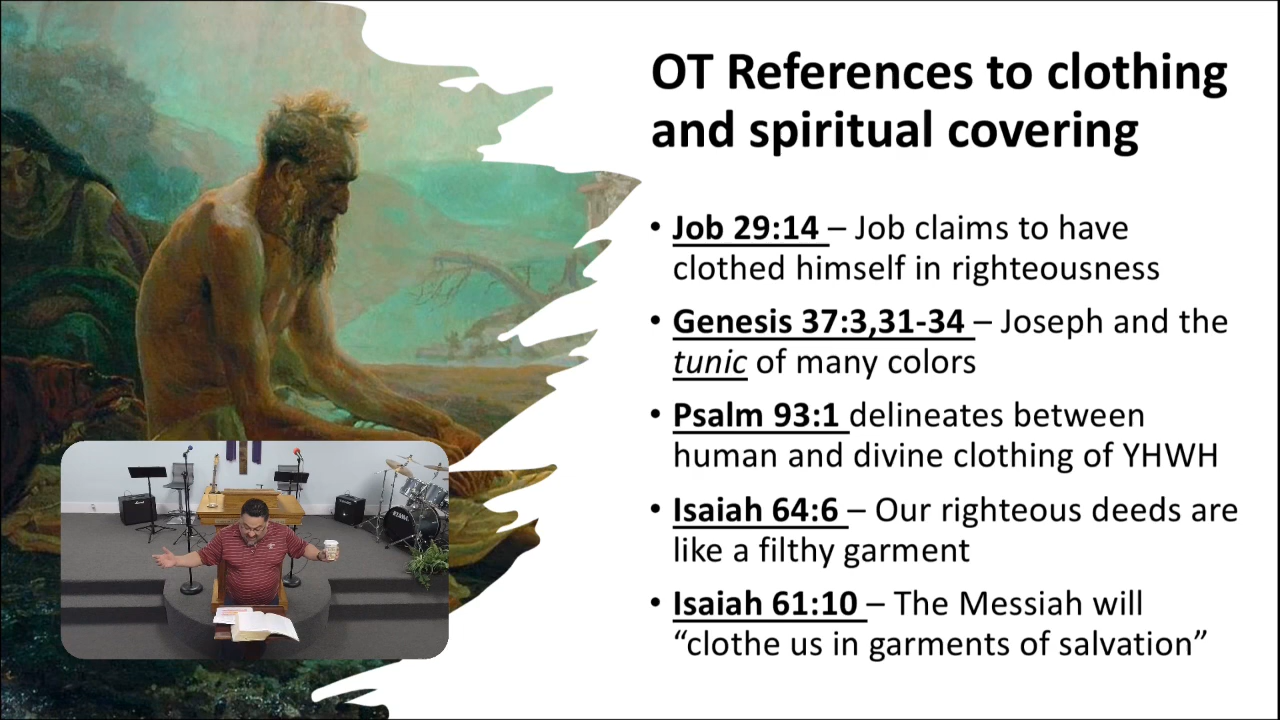 OT References to clothing
and spiritual covering
• Job 29:14 – Job claims to have
clothed himself in righteousness
• Genesis 37:3,31-34 – Joseph and the
tunic of many colors
• Psalm 93:1 delineates between
human and divine clothing of YHWH
• Isaiah 64:6 – Our righteous deeds are
like a filthy garment
• Isaiah 61:10 – The Messiah will
“clothe us in garments of salvation”
TAMA